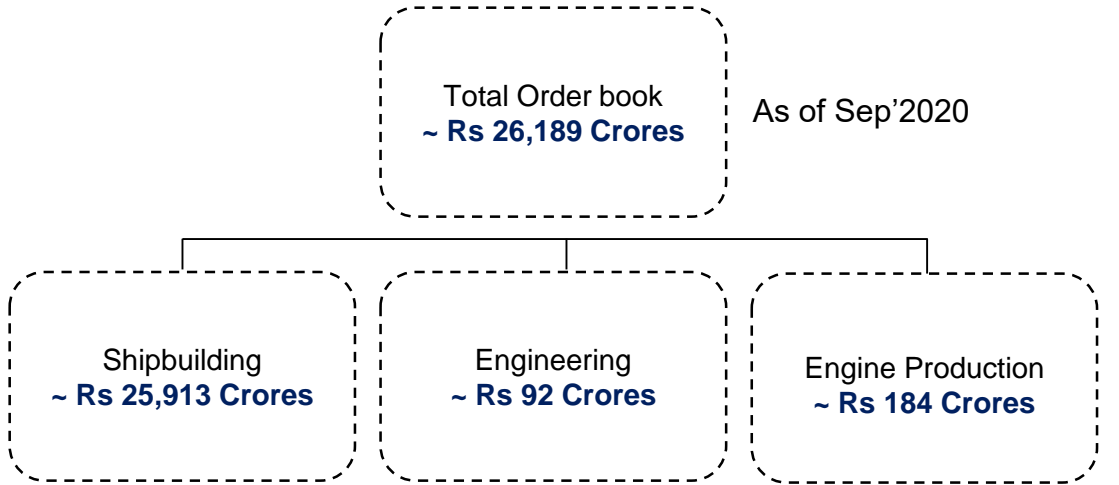 Total Order book
~ Rs 26,189 Crores
As of Sep’2020
Shipbuilding
~ Rs 25,913 Crores
Engineering
~ Rs 92 Crores
Engine Production
~ Rs 184 Crores